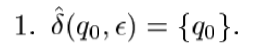 1. δ̂(q₀, ϵ) = {q₀}.